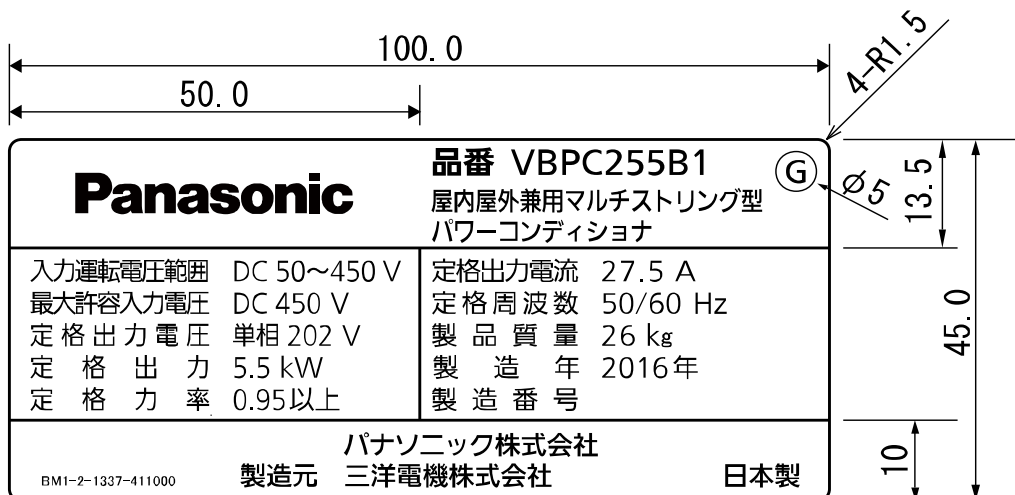 100.0
50.0
4-R1.5
Panasonic
品番 VBPC255B1
屋内屋外兼用マルチストリング型
パワーコンディショナ
G
φ5
13.5
45.0
入力運転電圧範囲 DC 50～450 V
最大許容入力電圧 DC 450 V
定格出力電圧 単相 202 V
定格出力 5.5 kW
定格力率 0.95以上
定格出力電流 27.5 A
定格周波数 50/60 Hz
製品質量 26 kg
製造年 2016年
製造番号
パナソニック株式会社
製造元 三洋電機株式会社
日本製
BM1-2-1337-411000
10